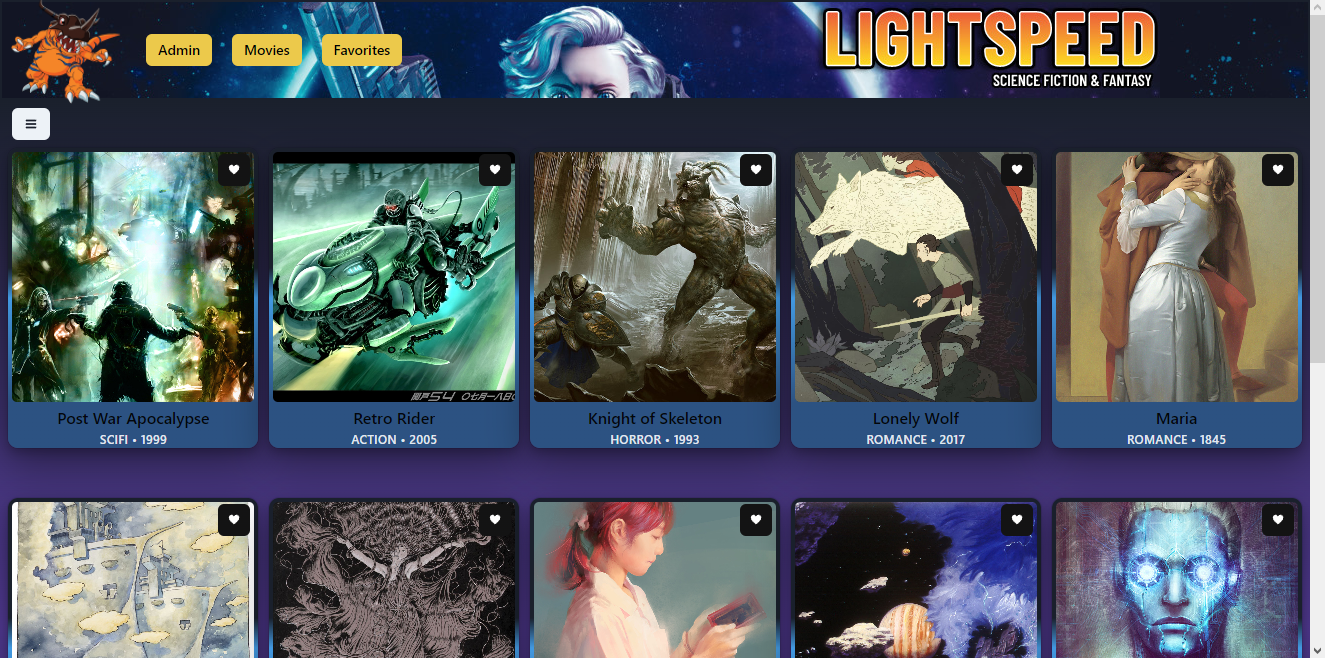 Admin
Movies
Favorites
LIGHTSPEED
SCIENCE FICTION & FANTASY
Post War Apocalypse
SCIFI • 1999
Retro Rider
ACTION • 2005
Knight of Skeleton
HORROR • 1993
Lonely Wolf
ROMANCE • 2017
Maria
ROMANCE • 1845